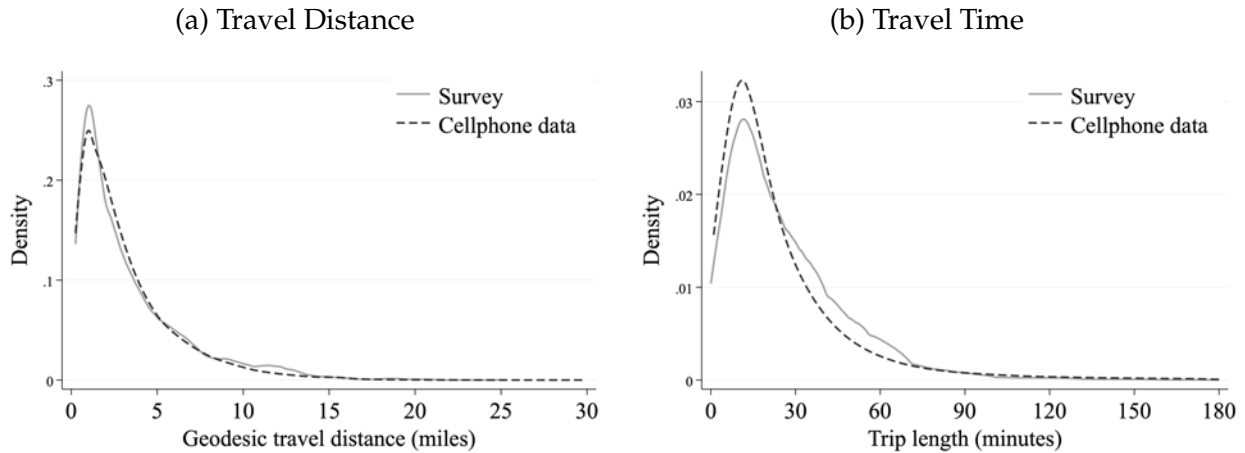 (a) Travel Distance
Density
.3
.2
.1
0
Survey
Cellphone data
0 5 10 15 20 25 30
Geodesic travel distance (miles)
(b) Travel Time
Density
.03
.02
.01
0
Survey
Cellphone data
0 30 60 90 120 150 180
Trip length (minutes)